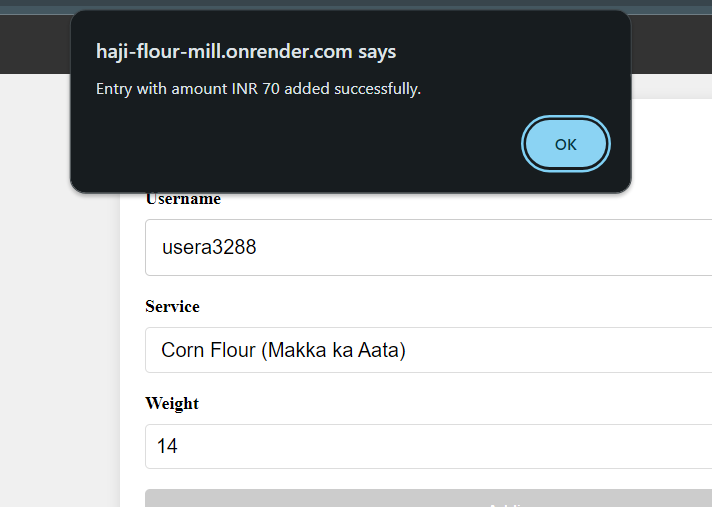 haji-flour-mill.onrender.com says
Entry with amount INR 70 added successfully.
OK
Username
usera3288
Service
Corn Flour (Makka ka Aata)
Weight
14